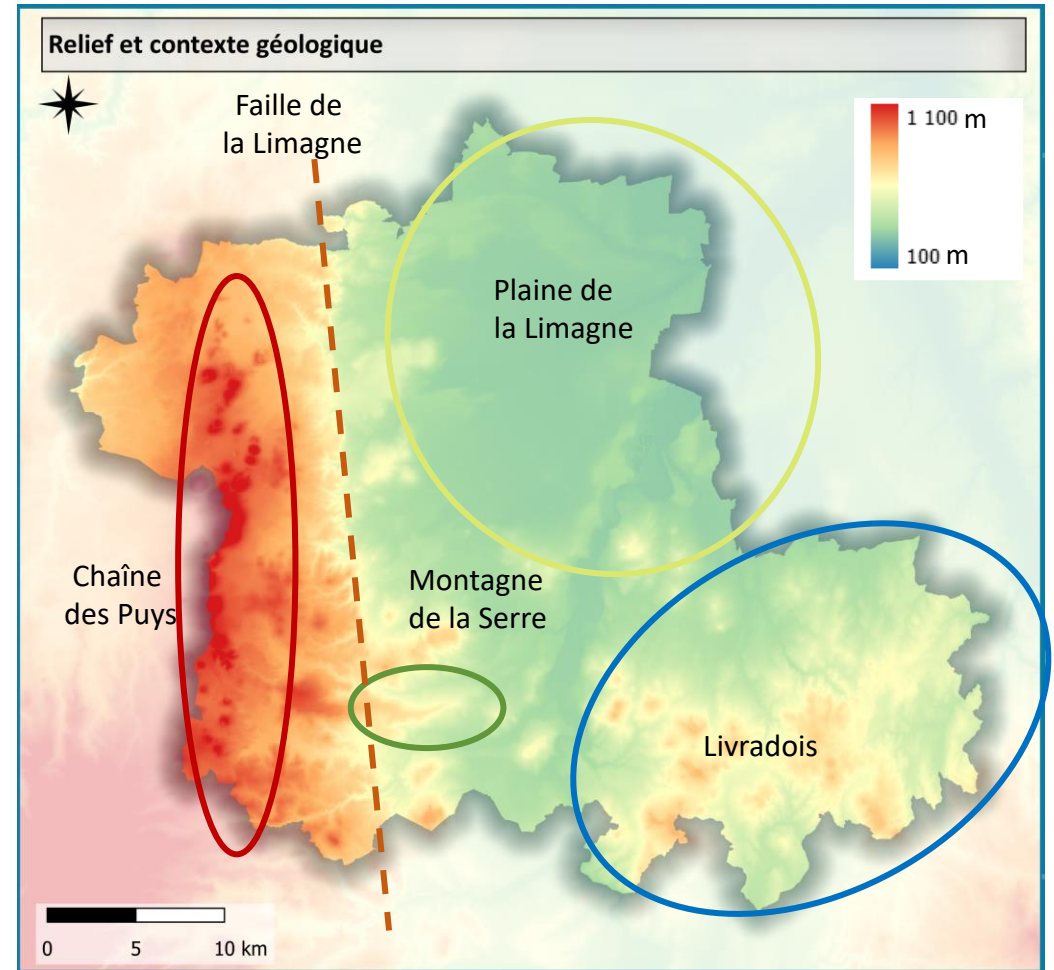 Relief et contexte géologique
Faille de
la Limagne
1 100 m
100 m
Plaine de
la Limagne
Chaîne
des Puys
Montagne
de la Serre
Livradois
0 5 10 km